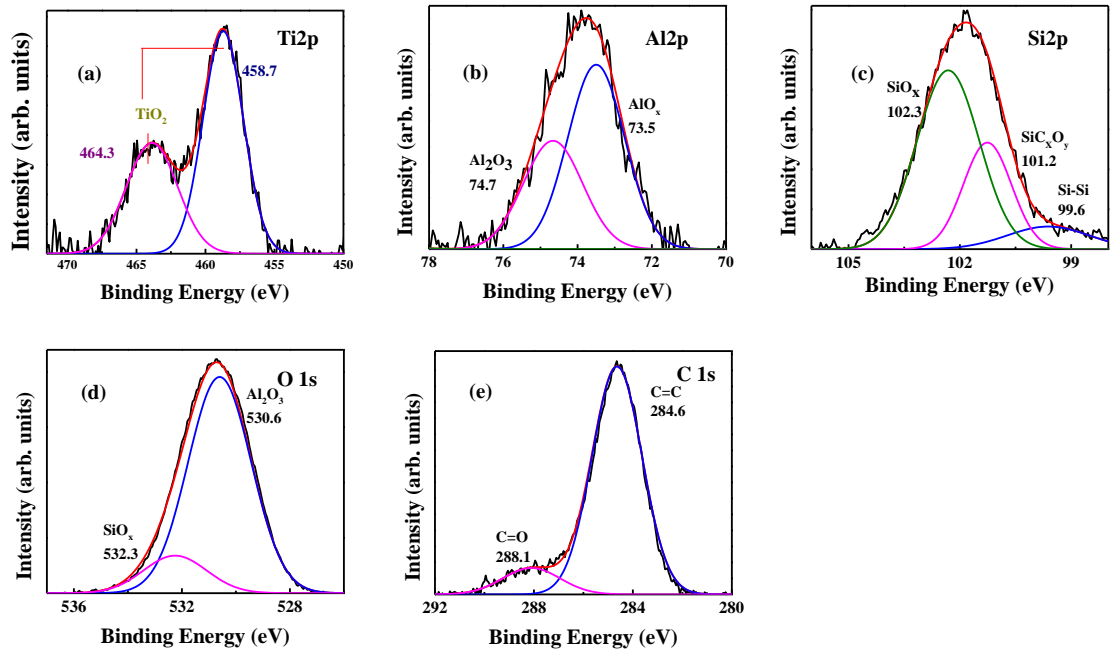 Ti2p
(a)
458.7
TiO₂
464.3
Intensity (arb. units)
470 465 460 455 450
Binding Energy (eV)
Al2p
(b)
AlOₓ
73.5
Al₂O₃
74.7
Intensity (arb. units)
78 76 74 72 70
Binding Energy (eV)
Si2p
(c)
SiOₓ
102.3
SiCₓOᵧ
101.2
Si-Si
99.6
Intensity (arb. units)
105 102 99
Binding Energy (eV)
O 1s
(d)
Al₂O₃
530.6
SiOₓ
532.3
Intensity (arb. units)
536 532 528
Binding Energy (eV)
C 1s
(e)
C=C
284.6
C=O
288.1
Intensity (arb. units)
292 288 284 280
Binding Energy (eV)